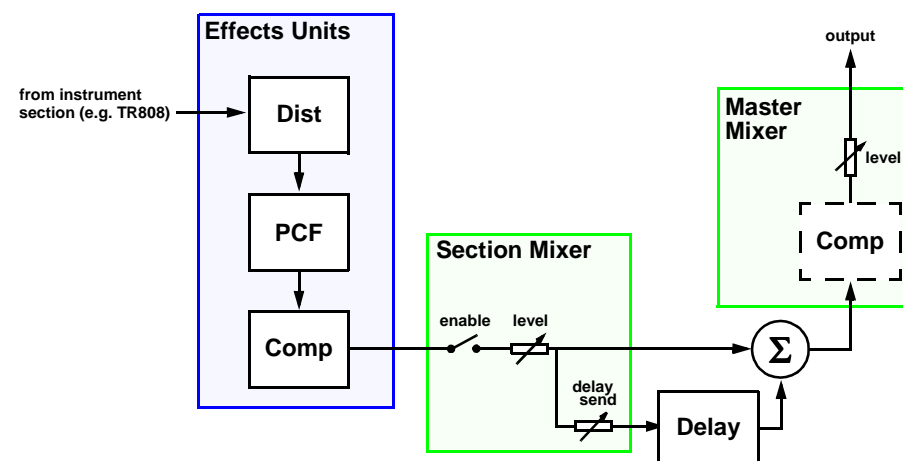 Effects Units
from instrument
section (e.g. TR808)
Dist
PCF
Comp
Section Mixer
enable
level
delay
send
Delay
Σ
Master
Mixer
Comp
level
output